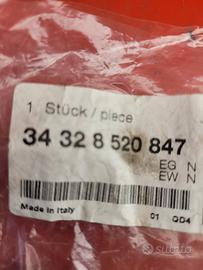 1 Stück / piece
34 32 8 520 847
EG N
EW N
Made in Italy
01 QD4
subito